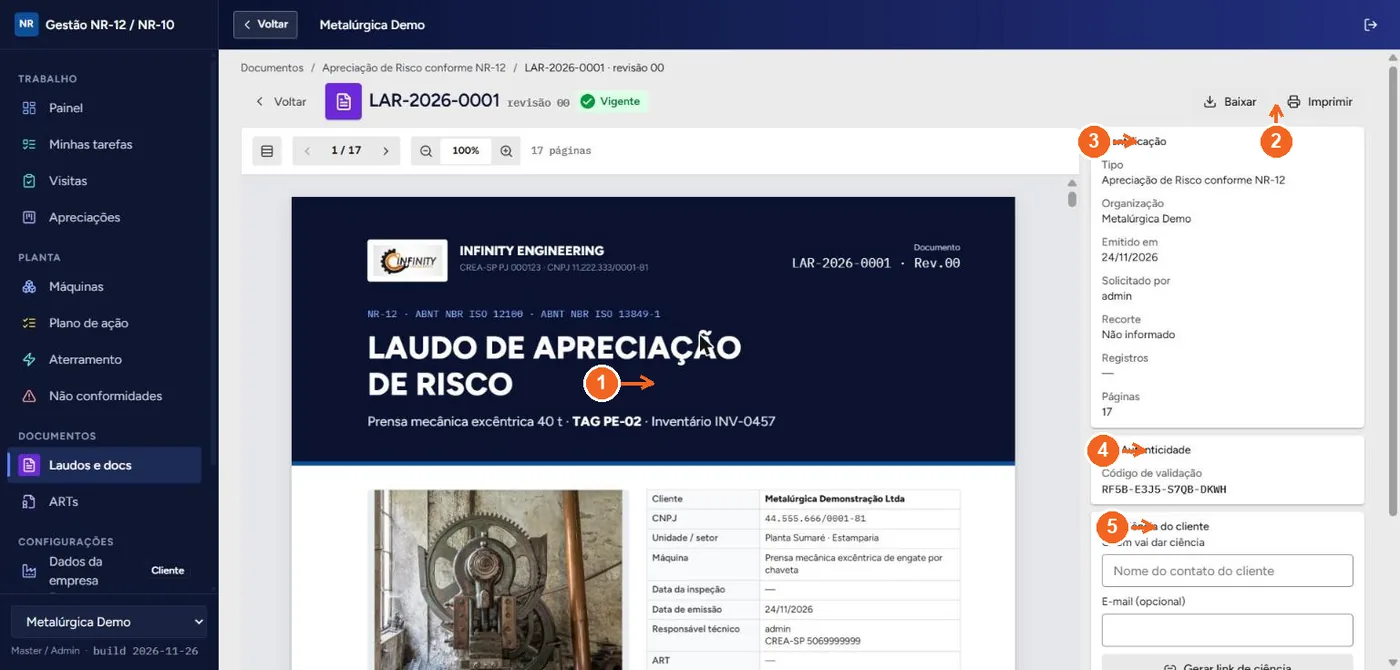 NR Gestão NR-12 / NR-10
Voltar
Metalúrgica Demo
TRABALHO
Painel
Minhas tarefas
Visitas
Apreciações
PLANTA
Máquinas
Plano de ação
Aterramento
Não conformidades
DOCUMENTOS
Laudos e docs
ARTs
CONFIGURAÇÕES
Dados da
empresa
Cliente
Metalúrgica Demo
Master / Admin · build 2026-11-26
Documentos / Apreciação de Risco conforme NR-12 / LAR-2026-0001 · revisão 00
Voltar
LAR-2026-0001 revisão 00 Vigente
Baixar
Imprimir
2
1 / 17
100%
17 páginas
INFINITY
INFINITY ENGINEERING
CREA-SP PJ 000123 · CNPJ 11.222.333/0001-81
Documento
LAR-2026-0001 · Rev.00
NR-12 · ABNT NBR ISO 12100 · ABNT NBR ISO 13849-1
LAUDO DE APRECIAÇÃO
DE RISCO
1
Prensa mecânica excêntrica 40 t · TAG PE-02 · Inventário INV-0457
Cliente Metalúrgica Demonstração Ltda
CNPJ 44.555.666/0001-81
Unidade / setor Planta Sumaré · Estamparia
Máquina Prensa mecânica excêntrica de engate por
chaveta
Data da inspeção —
Data de emissão 24/11/2026
Responsável técnico admin
CREA-SP 5069999999
ART —
3
Tipo
Apreciação de Risco conforme NR-12
Organização
Metalúrgica Demo
Emitido em
24/11/2026
Solicitado por
admin
Recorte
Não informado
Registros
—
Páginas
17
4 Autenticidade
Código de validação
RF5B-E3J5-S7QB-DKWH
5 do cliente
vai dar ciência
Nome do contato do cliente
E-mail (opcional)
Gerar link de ciência